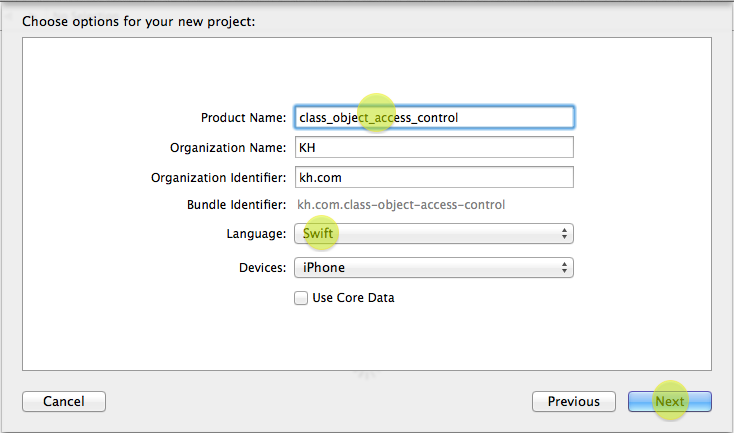 Choose options for your new project:
Product Name: class_object_access_control
Organization Name: KH
Organization Identifier: kh.com
Bundle Identifier: kh.com.class-object-access-control
Language: Swift
Devices: iPhone
Use Core Data
Cancel Previous Next